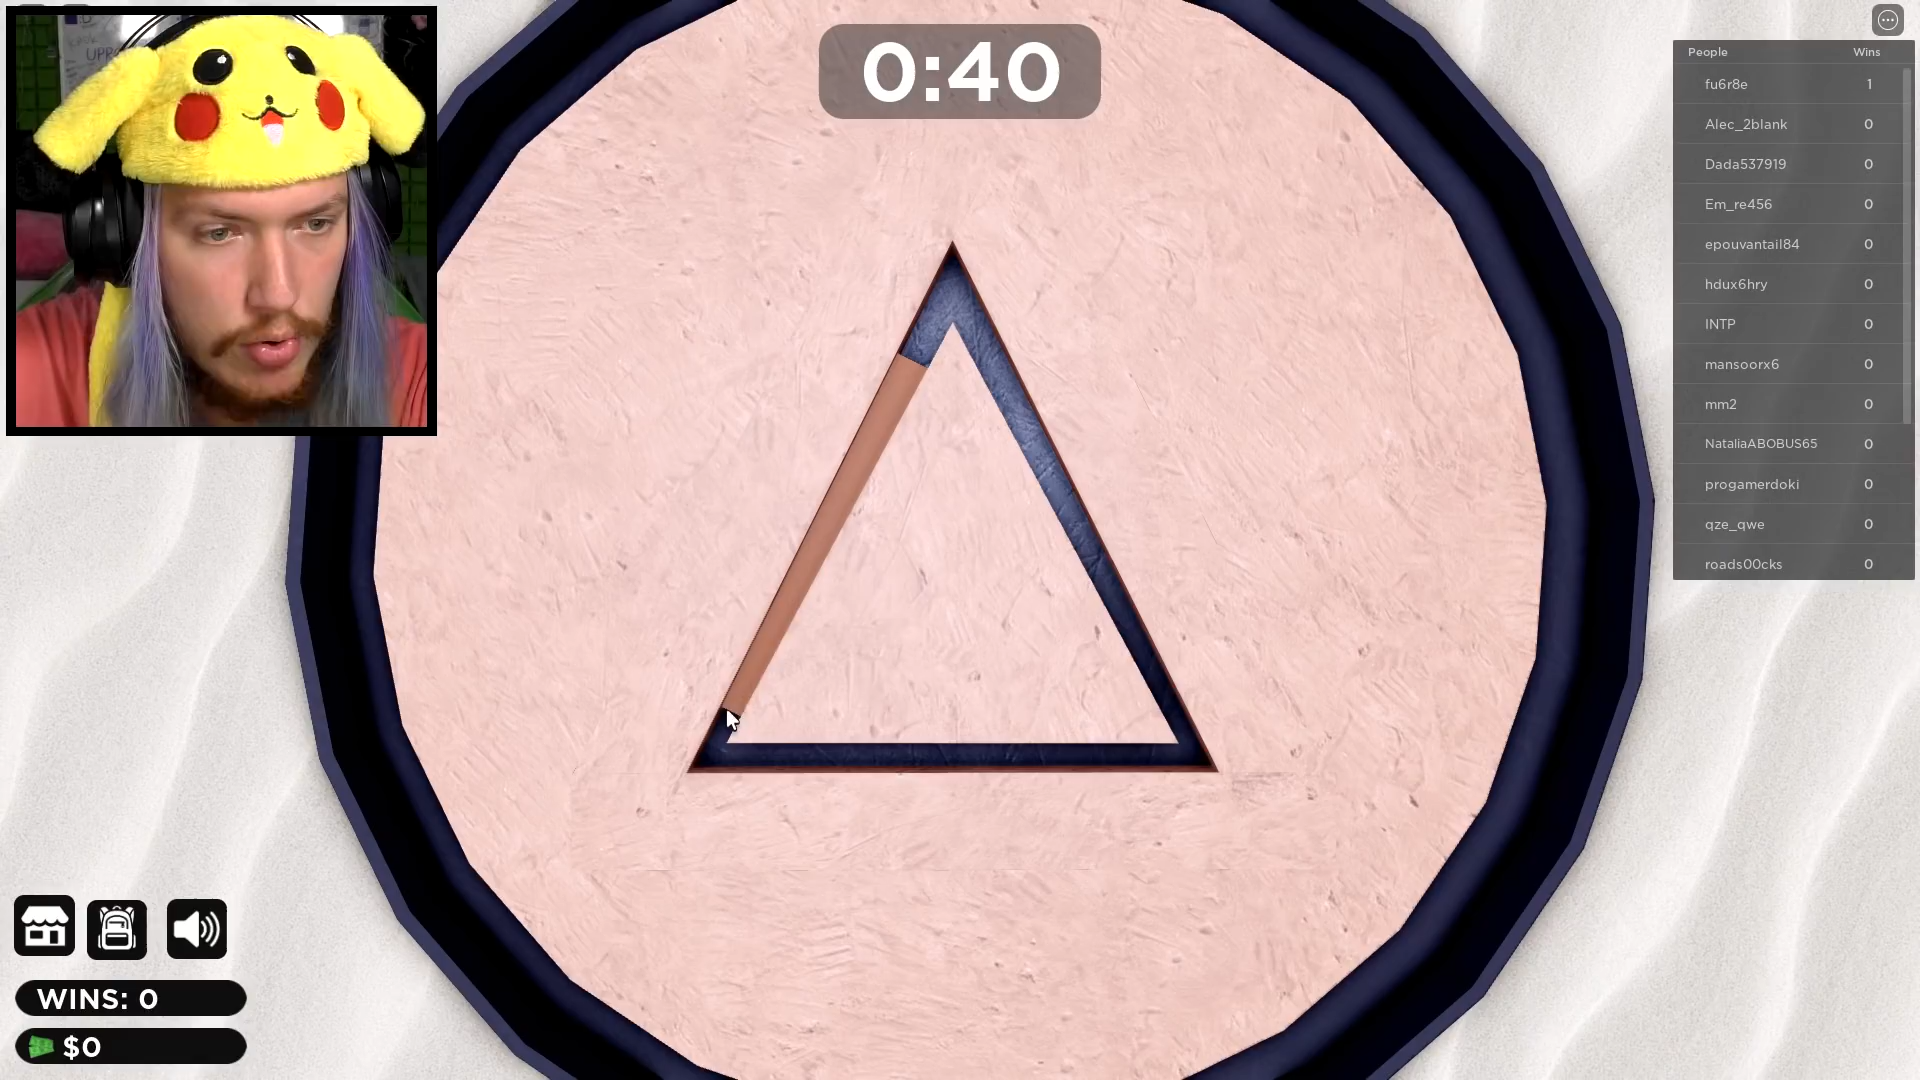 UPRO
0:40
People Wins
fu6r8e 1
Alec_2blank 0
Dada537919 0
Em_re456 0
epouvantail84 0
hdux6hry 0
INTP 0
mansoorx6 0
mm2 0
NataliaABOBUS65 0
progamerdoki 0
qze_qwe 0
roads00cks 0
WINS: 0
$0